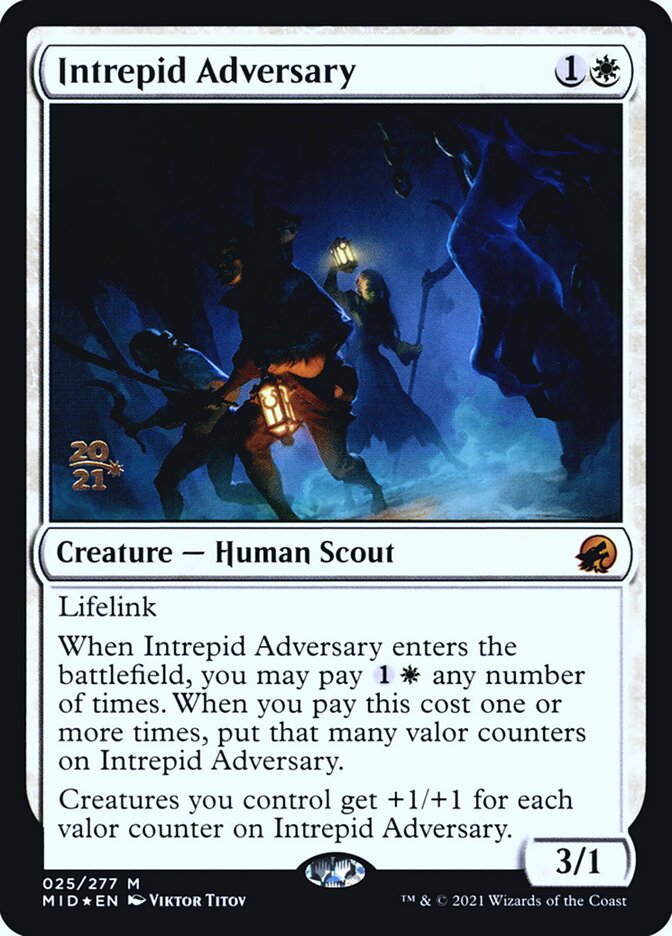 Intrepid Adversary 1
20
21
Creature — Human Scout
Lifelink
When Intrepid Adversary enters the
battlefield, you may pay 1 any number
of times. When you pay this cost one or
more times, put that many valor counters
on Intrepid Adversary.
Creatures you control get +1/+1 for each
valor counter on Intrepid Adversary.
3/1
025/277 M
MID★EN Viktor Titov
™ & © 2021 Wizards of the Coast